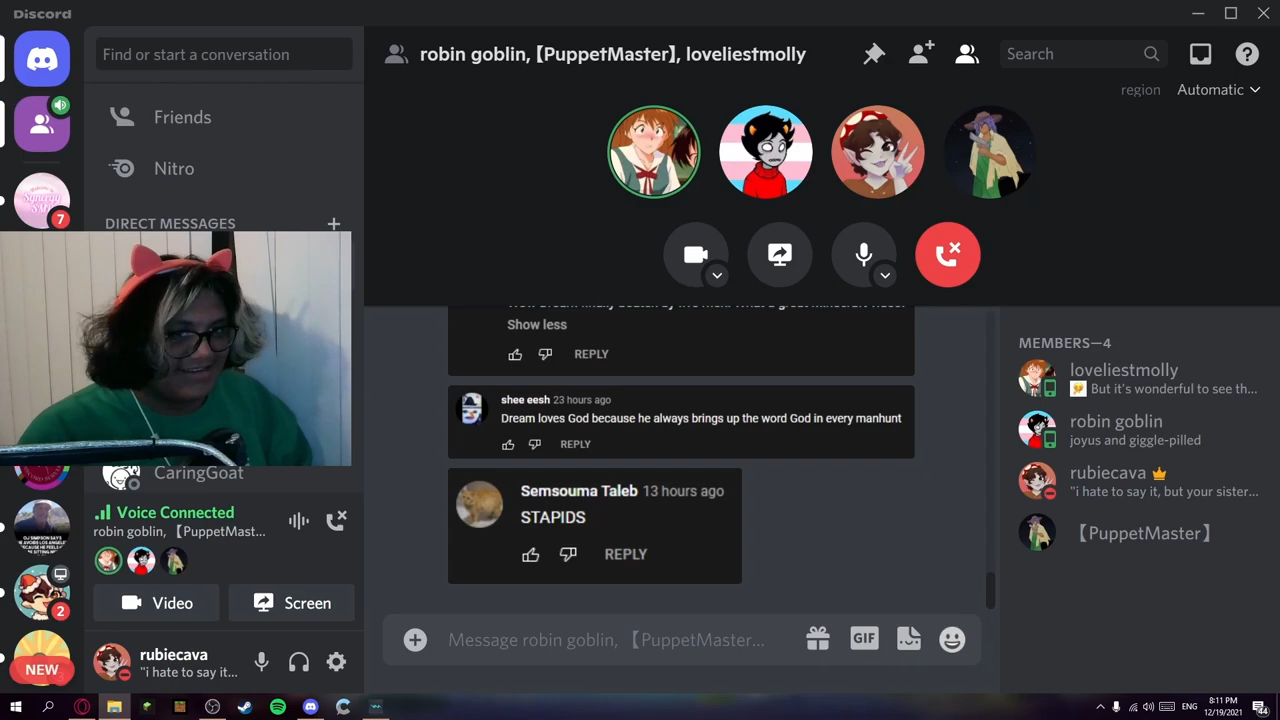 Discord
Find or start a conversation
robin goblin,【PuppetMaster】, loveliestmolly
Search
region Automatic
Friends
Nitro
DIRECT MESSAGES
7
CaringGoat
Voice Connected
robin goblin,【PuppetMast...
Video
Screen
2
NEW
rubiecava
"i hate to say it...
Show less
REPLY
shee eesh 23 hours ago
Dream loves God because he always brings up the word God in every manhunt
REPLY
Semsouma Taleb 13 hours ago
STAPIDS
REPLY
Message robin goblin,【PuppetMaster...
GIF
MEMBERS—4
loveliestmolly
But it's wonderful to see th...
robin goblin
joyus and giggle-pilled
rubiecava
"i hate to say it, but your sister...
【PuppetMaster】
ENG
8:11 PM
12/19/2021
44